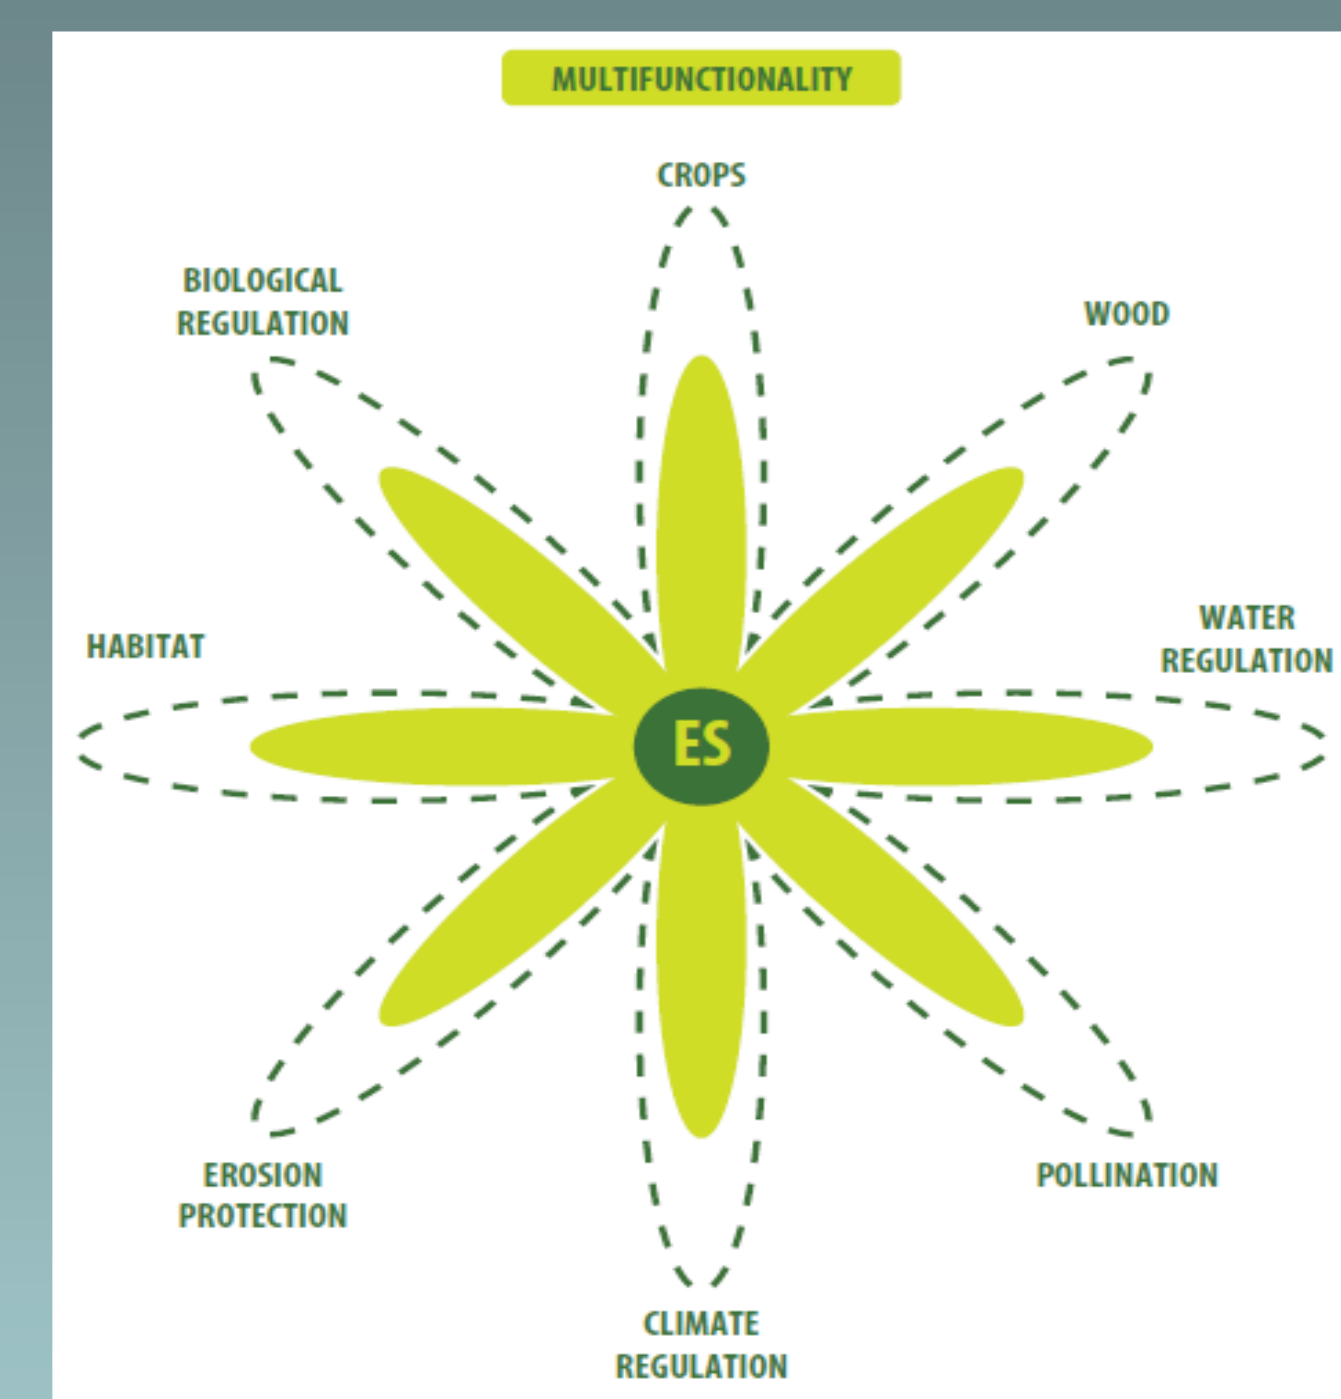 MULTIFUNCTIONALITY
CROPS
BIOLOGICAL
REGULATION
WOOD
WATER
REGULATION
HABITAT
ES
EROSION
PROTECTION
POLLINATION
CLIMATE
REGULATION